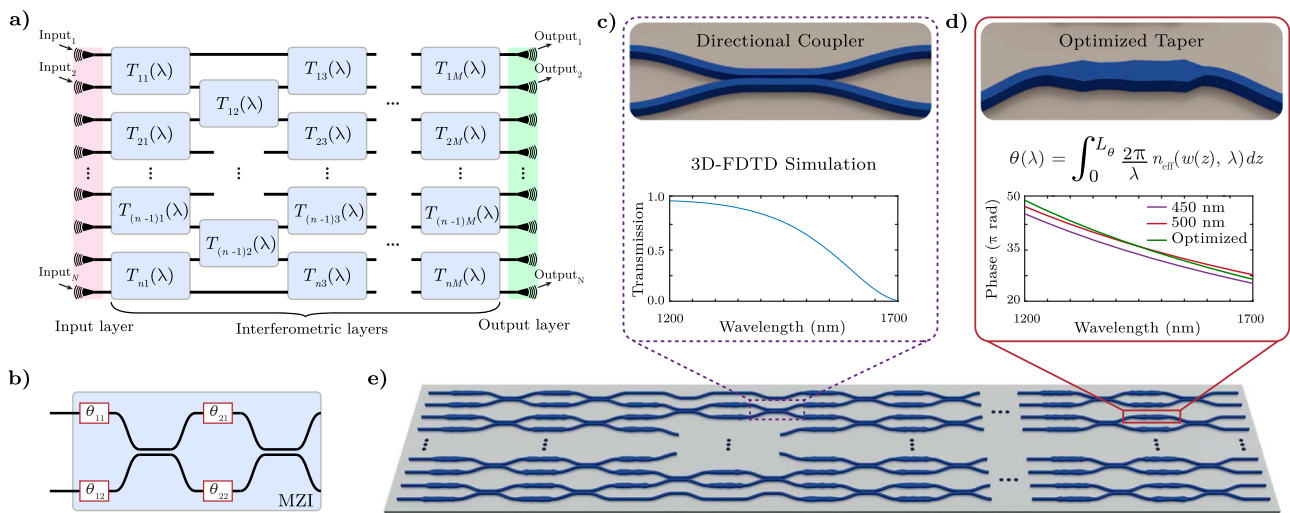 a)
Input1
Input2
InputN
T11(λ)
T12(λ)
T13(λ)
T1M(λ)
T21(λ)
T23(λ)
T2M(λ)
T(n -1)1(λ)
T(n -1)2(λ)
T(n -1)3(λ)
T(n -1)M(λ)
Tn1(λ)
Tn3(λ)
TnM(λ)
...
...
Output1
Output2
OutputN
Input layer
Interferometric layers
Output layer
b)
θ11
θ21
θ12
θ22
MZI
c)
Directional Coupler
3D-FDTD Simulation
Transmission
1.0
0.5
0.0
1200
1700
Wavelength (nm)
d)
Optimized Taper
θ(λ) = ∫0Lθ 2π/λ neff(w(z), λ)dz
Phase (π rad)
50
35
20
450 nm
500 nm
Optimized
1200
1700
Wavelength (nm)
e)
...
...